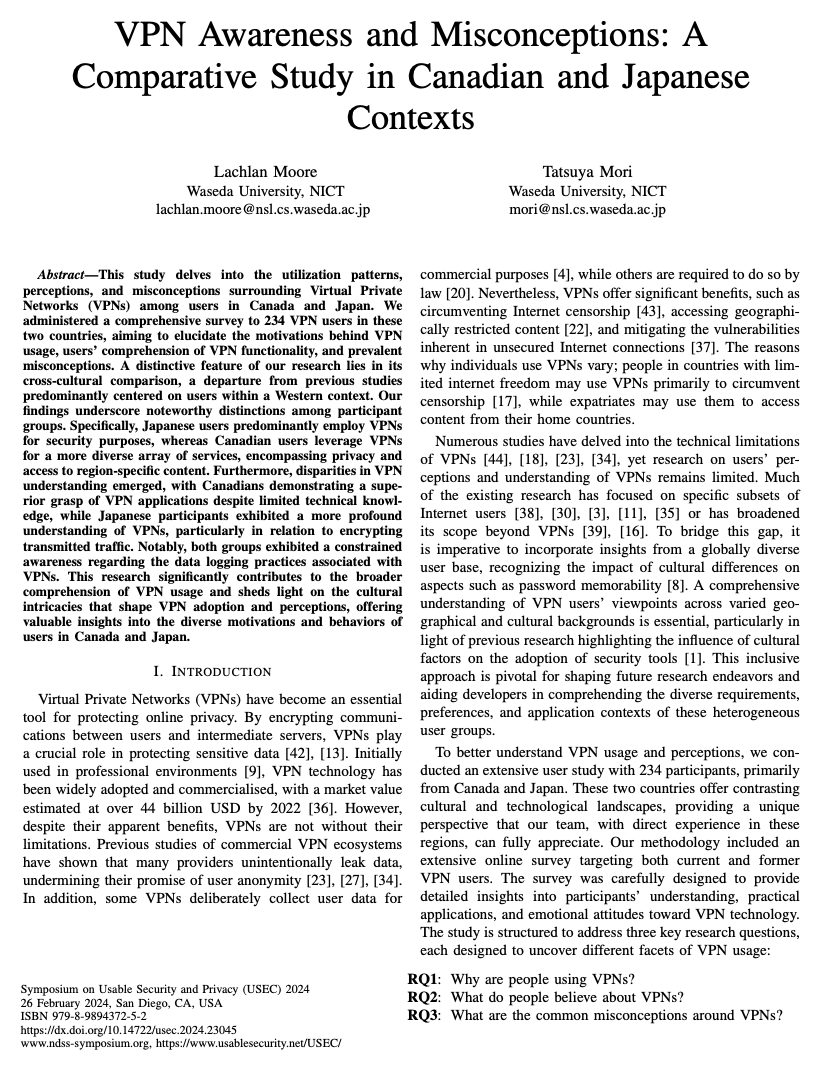 VPN Awareness and Misconceptions: A
Comparative Study in Canadian and Japanese
Contexts
Lachlan Moore
Waseda University, NICT
lachlan.moore@nsl.cs.waseda.ac.jp
Tatsuya Mori
Waseda University, NICT
mori@nsl.cs.waseda.ac.jp
Abstract—This study delves into the utilization patterns,
perceptions, and misconceptions surrounding Virtual Private
Networks (VPNs) among users in Canada and Japan. We
administered a comprehensive survey to 234 VPN users in these
two countries, aiming to elucidate the motivations behind VPN
usage, users' comprehension of VPN functionality, and prevalent
misconceptions. A distinctive feature of our research lies in its
cross-cultural comparison, a departure from previous studies
predominantly centered on users within a Western context. Our
findings underscore noteworthy distinctions among participant
groups. Specifically, Japanese users predominantly employ VPNs
for security purposes, whereas Canadian users leverage VPNs
for a more diverse array of services, encompassing privacy and
access to region-specific content. Furthermore, disparities in VPN
understanding emerged, with Canadians demonstrating a supe-
rior grasp of VPN applications despite limited technical knowl-
edge, while Japanese participants exhibited a more profound
understanding of VPNs, particularly in relation to encrypting
transmitted traffic. Notably, both groups exhibited a constrained
awareness regarding the data logging practices associated with
VPNs. This research significantly contributes to the broader
comprehension of VPN usage and sheds light on the cultural
intricacies that shape VPN adoption and perceptions, offering
valuable insights into the diverse motivations and behaviors of
users in Canada and Japan.
I. INTRODUCTION
Virtual Private Networks (VPNs) have become an essential
tool for protecting online privacy. By encrypting communi-
cations between users and intermediate servers, VPNs play
a crucial role in protecting sensitive data [42], [13]. Initially
used in professional environments [9], VPN technology has
been widely adopted and commercialised, with a market value
estimated at over 44 billion USD by 2022 [36]. However,
despite their apparent benefits, VPNs are not without their
limitations. Previous studies of commercial VPN ecosystems
have shown that many providers unintentionally leak data,
undermining their promise of user anonymity [23], [27], [34].
In addition, some VPNs deliberately collect user data for
commercial purposes [4], while others are required to do so by
law [20]. Nevertheless, VPNs offer significant benefits, such as
circumventing Internet censorship [43], accessing geographi-
cally restricted content [22], and mitigating the vulnerabilities
inherent in unsecured Internet connections [37]. The reasons
why individuals use VPNs vary; people in countries with lim-
ited internet freedom may use VPNs primarily to circumvent
censorship [17], while expatriates may use them to access
content from their home countries.
Numerous studies have delved into the technical limitations
of VPNs [44], [18], [23], [34], yet research on users' per-
ceptions and understanding of VPNs remains limited. Much
of the existing research has focused on specific subsets of
Internet users [38], [30], [3], [11], [35] or has broadened
its scope beyond VPNs [39], [16]. To bridge this gap, it
is imperative to incorporate insights from a globally diverse
user base, recognizing the impact of cultural differences on
aspects such as password memorability [8]. A comprehensive
understanding of VPN users' viewpoints across varied geo-
graphical and cultural backgrounds is essential, particularly in
light of previous research highlighting the influence of cultural
factors on the adoption of security tools [1]. This inclusive
approach is pivotal for shaping future research endeavors and
aiding developers in comprehending the diverse requirements,
preferences, and application contexts of these heterogeneous
user groups.
To better understand VPN usage and perceptions, we con-
ducted an extensive user study with 234 participants, primarily
from Canada and Japan. These two countries offer contrasting
cultural and technological landscapes, providing a unique
perspective that our team, with direct experience in these
regions, can fully appreciate. Our methodology included an
extensive online survey targeting both current and former
VPN users. The survey was carefully designed to provide
detailed insights into participants' understanding, practical
applications, and emotional attitudes toward VPN technology.
The study is structured to address three key research questions,
each designed to uncover different facets of VPN usage:
RQ1: Why are people using VPNs?
RQ2: What do people believe about VPNs?
RQ3: What are the common misconceptions around VPNs?
Symposium on Usable Security and Privacy (USEC) 2024
26 February 2024, San Diego, CA, USA
ISBN 979-8-9894372-5-2
https://dx.doi.org/10.14722/usec.2024.23045
www.ndss-symposium.org, https://www.usablesecurity.net/USEC/